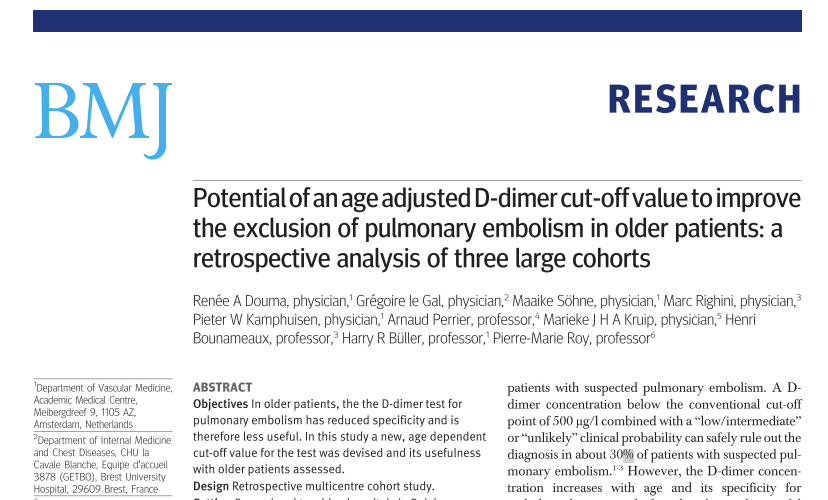 BMJ
RESEARCH
Potential of an age adjusted D-dimer cut-off value to improve
the exclusion of pulmonary embolism in older patients: a
retrospective analysis of three large cohorts
Renée A Douma, physician,1 Grégoire le Gal, physician,2 Maaike Söhne, physician,1 Marc Righini, physician,3
Pieter W Kamphuisen, physician,1 Arnaud Perrier, professor,4 Marieke J H A Kruip, physician,5 Henri
Bounameaux, professor,3 Harry R Büller, professor,1 Pierre-Marie Roy, professor6
1Department of Vascular Medicine,
Academic Medical Centre,
Meibergdreef 9, 1105 AZ,
Amsterdam, Netherlands
2Department of Internal Medicine
and Chest Diseases, CHU la
Cavale Blanche, Equipe d'accueil
3878 (GETBO), Brest University
Hospital, 29609 Brest, France
ABSTRACT
Objectives In older patients, the the D-dimer test for
pulmonary embolism has reduced specificity and is
therefore less useful. In this study a new, age dependent
cut-off value for the test was devised and its usefulness
with older patients assessed.
Design Retrospective multicentre cohort study.
patients with suspected pulmonary embolism. A D-
dimer concentration below the conventional cut-off
point of 500 µg/l combined with a “low/intermediate”
or “unlikely” clinical probability can safely rule out the
diagnosis in about 30% of patients with suspected pul-
monary embolism.1-3 However, the D-dimer concen-
tration increases with age and its specificity for